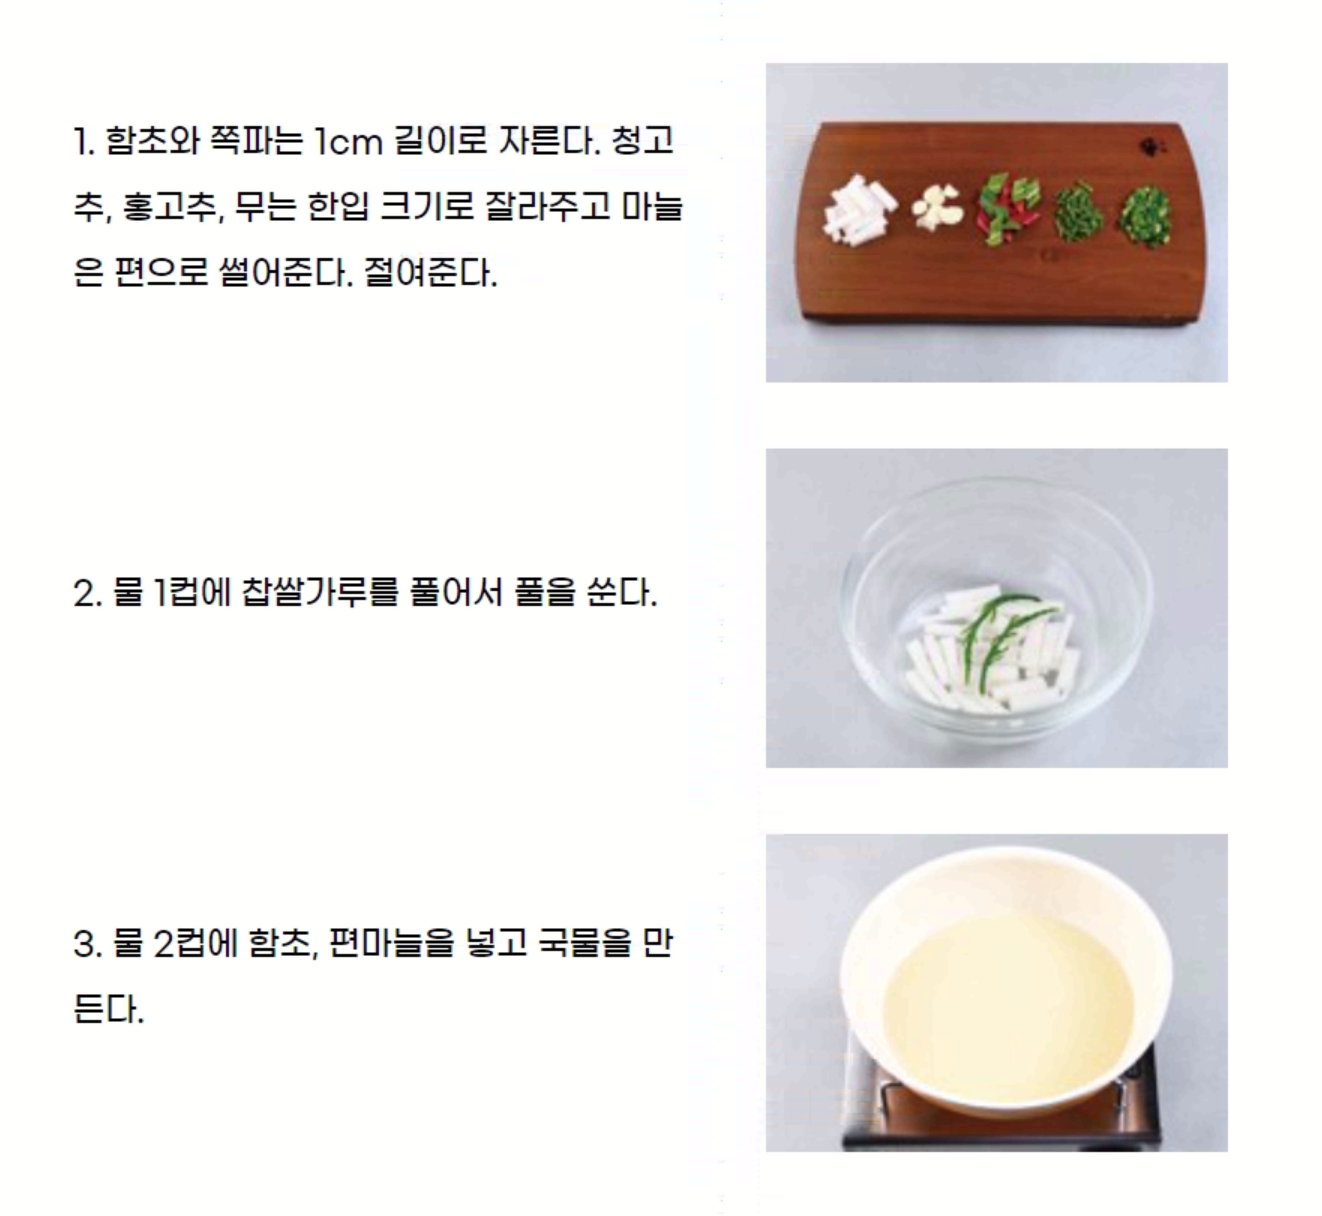 1. 함초와 쪽파는 1cm 길이로 자른다. 청고
추, 홍고추, 무는 한입 크기로 잘라주고 마늘
은 편으로 썰어준다. 절여준다.
2. 물 1컵에 찹쌀가루를 풀어서 풀을 쑨다.
3. 물 2컵에 함초, 편마늘을 넣고 국물을 만
든다.